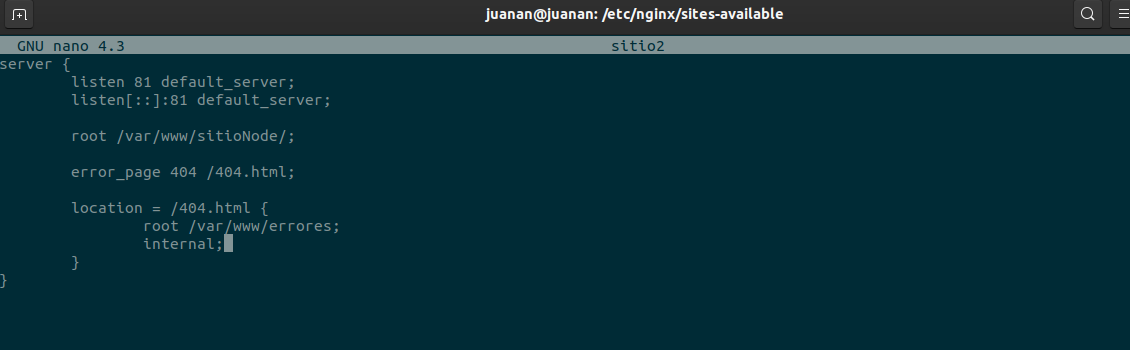 juanan@juanan: /etc/nginx/sites-available
GNU nano 4.3 sitio2
server {
listen 81 default_server;
listen[::]:81 default_server;
root /var/www/sitioNode/;
error_page 404 /404.html;
location = /404.html {
root /var/www/errores;
internal;
}
}